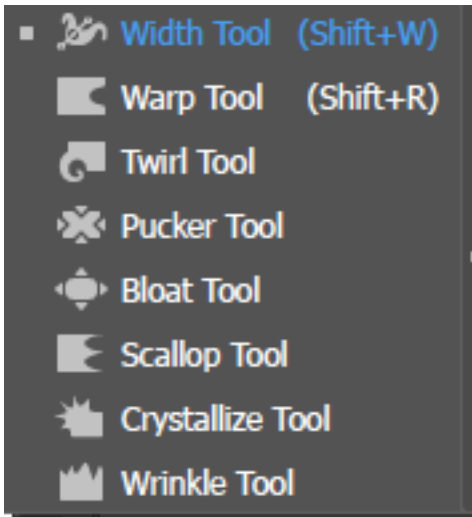 Width Tool (Shift+W)
Warp Tool (Shift+R)
Twirl Tool
Pucker Tool
Bloat Tool
Scallop Tool
Crystallize Tool
Wrinkle Tool